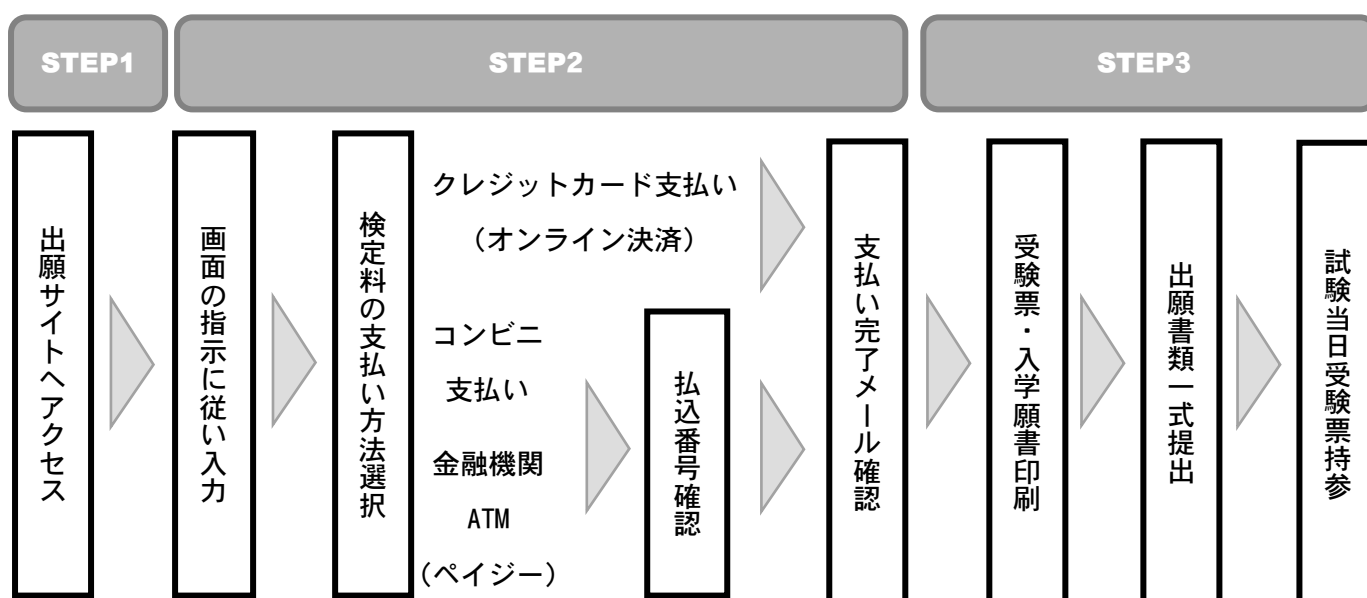 STEP1
STEP2
STEP3
出願サイトへアクセス
画面の指示に従い入力
検定料の支払い方法選択
クレジットカード支払い
（オンライン決済）
コンビニ
支払い
金融機関
ATM
（ペイジー）
払込番号確認
支払い完了メール確認
受験票・入学願書印刷
出願書類一式提出
試験当日受験票持参